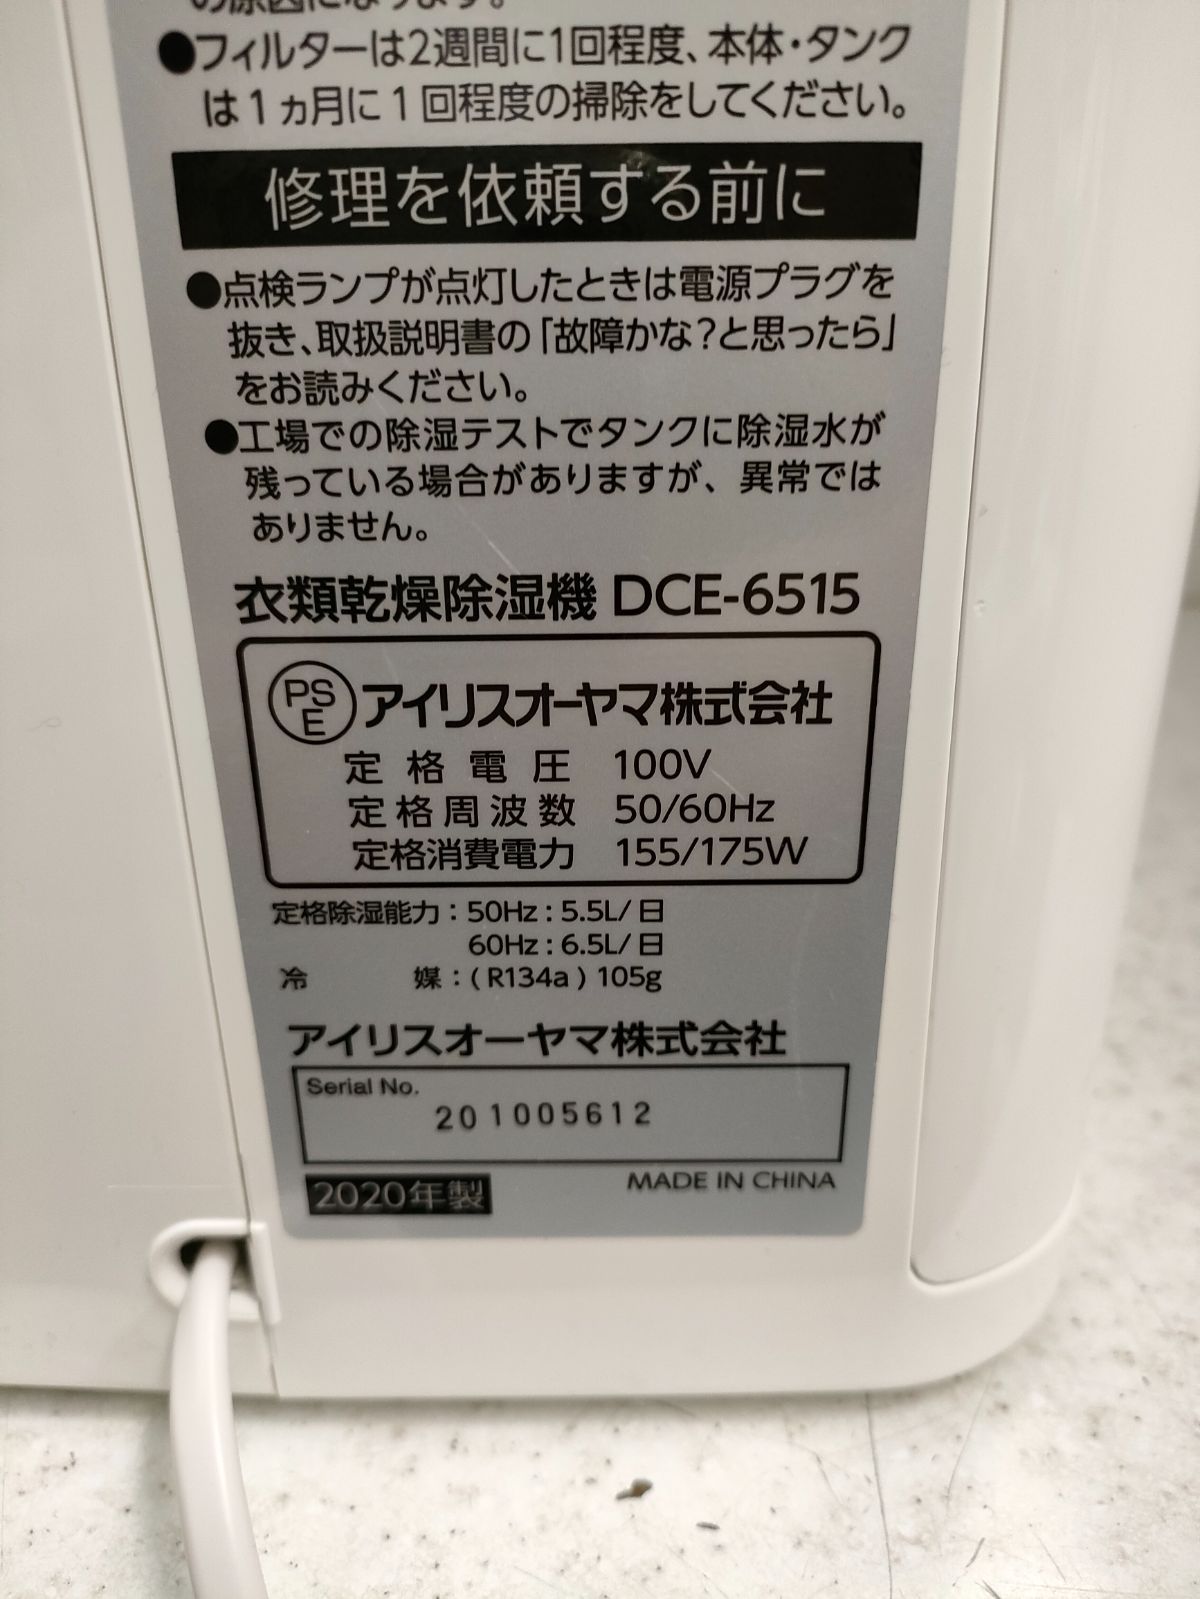 の原因になります。
●フィルターは2週間に1回程度、本体・タンク
は1ヵ月に1回程度の掃除をしてください。
修理を依頼する前に
●点検ランプが点灯したときは電源プラグを
抜き、取扱説明書の「故障かな?と思ったら」
をお読みください。
●工場での除湿テストでタンクに除湿水が
残っている場合がありますが、異常では
ありません。
衣類乾燥除湿機 DCE-6515
PSE アイリスオーヤマ株式会社
定格電圧 100V
定格周波数 50/60Hz
定格消費電力 155/175W
定格除湿能力:50Hz:5.5L/日
60Hz:6.5L/日
冷媒:(R134a)105g
アイリスオーヤマ株式会社
Serial No.
201005612
2020年製 MADE IN CHINA